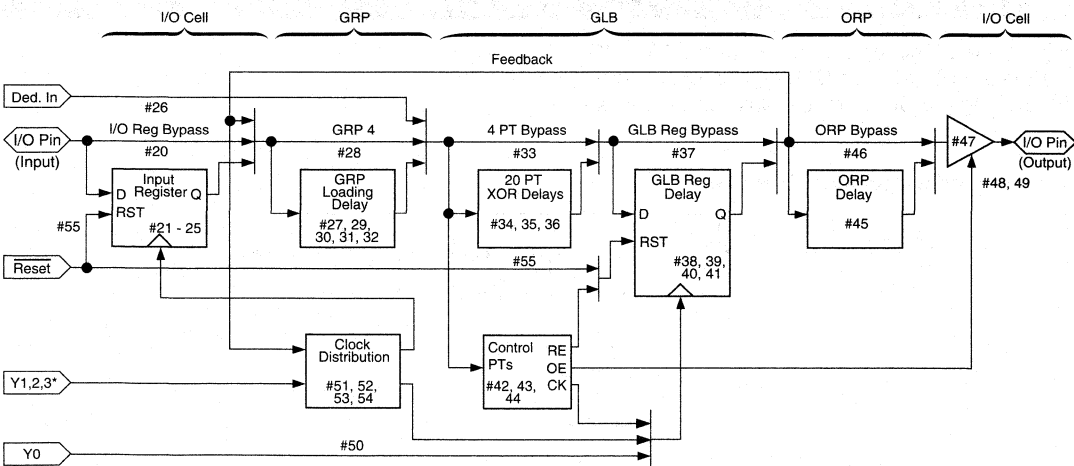 I/O Cell
GRP
GLB
ORP
I/O Cell
Feedback
Ded. In
#26
I/O Pin
(Input)
I/O Reg Bypass
#20
GRP 4
#28
4 PT Bypass
#33
GLB Reg Bypass
#37
ORP Bypass
#46
#47
I/O Pin
(Output)
#48, 49
Input
Register
D
Q
RST
#21 - 25
#55
GRP
Loading
Delay
#27, 29,
30, 31, 32
20 PT
XOR Delays
#34, 35, 36
GLB Reg
Delay
D
Q
RST
#38, 39,
40, 41
ORP
Delay
#45
Reset
#55
Clock
Distribution
#51, 52,
53, 54
Control
PTs
RE
OE
CK
#42, 43,
44
Y1,2,3*
Y0
#50